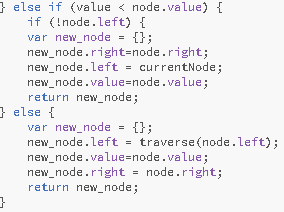 } else if (value < node.value) {
if (!node.left) {
var new_node = {};
new_node.right=node.right;
new_node.left = currentNode;
new_node.value=node.value;
return new_node;
} else {
var new_node = {};
new_node.left = traverse(node.left);
new_node.value=node.value;
new_node.right = node.right;
return new_node;
}